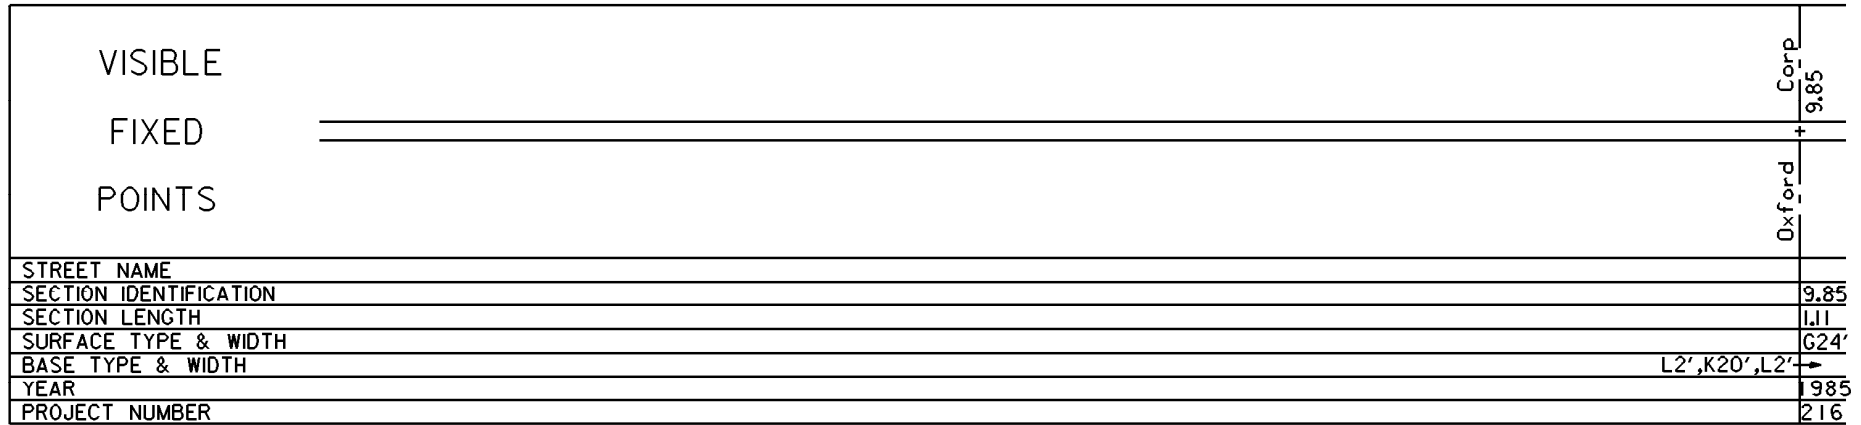 VISIBLE
FIXED
POINTS
Oxford Corp
9.85
+
STREET NAME
SECTION IDENTIFICATION 9.85
SECTION LENGTH 1.11
SURFACE TYPE & WIDTH G24'
BASE TYPE & WIDTH L2',K20',L2'→
YEAR 1985
PROJECT NUMBER 216